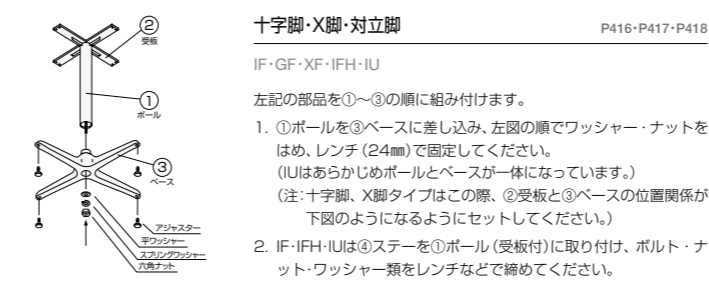 ②
受板
①
ポール
③
ベース
アジャスター
平ワッシャー
スプリングワッシャー
六角ナット
十字脚・X脚・対立脚 P416・P417・P418
IF・GF・XF・IFH・IU
左記の部品を①〜③の順に組み付けます。
1. ①ポールを③ベースに差し込み、左図の順でワッシャー・ナットを
はめ、レンチ（24㎜）で固定してください。
（IUはあらかじめポールとベースが一体になっています。）
（注：十字脚、X脚タイプはこの際、②受板と③ベースの位置関係が
下図のようになるようにセットしてください。）
2. IF・IFH・IUは④ステーを①ポール（受板付）に取り付け、ボルト・ナ
ット・ワッシャー類をレンチなどで締めてください。